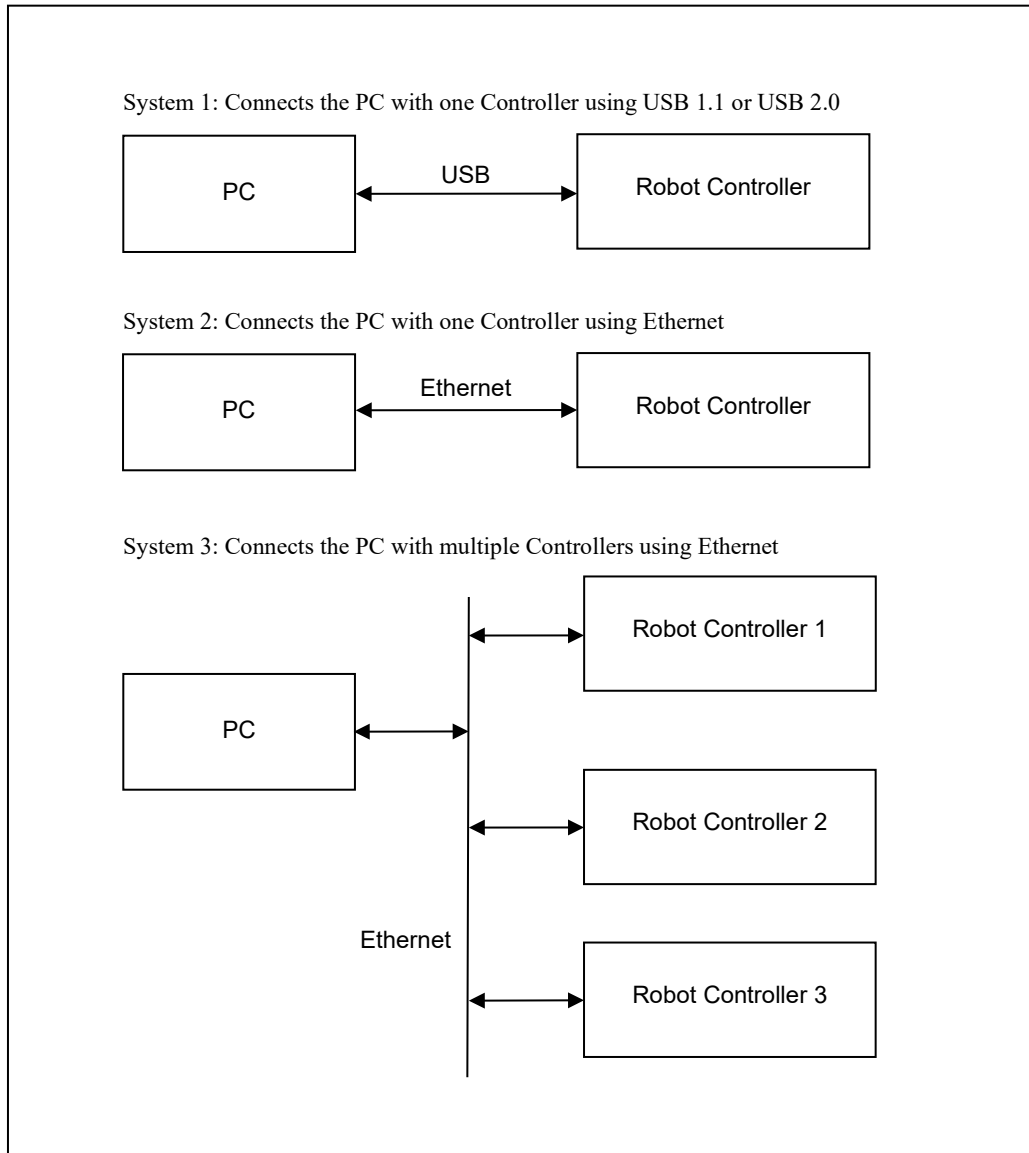 System 1: Connects the PC with one Controller using USB 1.1 or USB 2.0
PC
USB
Robot Controller
System 2: Connects the PC with one Controller using Ethernet
PC
Ethernet
Robot Controller
System 3: Connects the PC with multiple Controllers using Ethernet
Robot Controller 1
PC
Robot Controller 2
Ethernet
Robot Controller 3